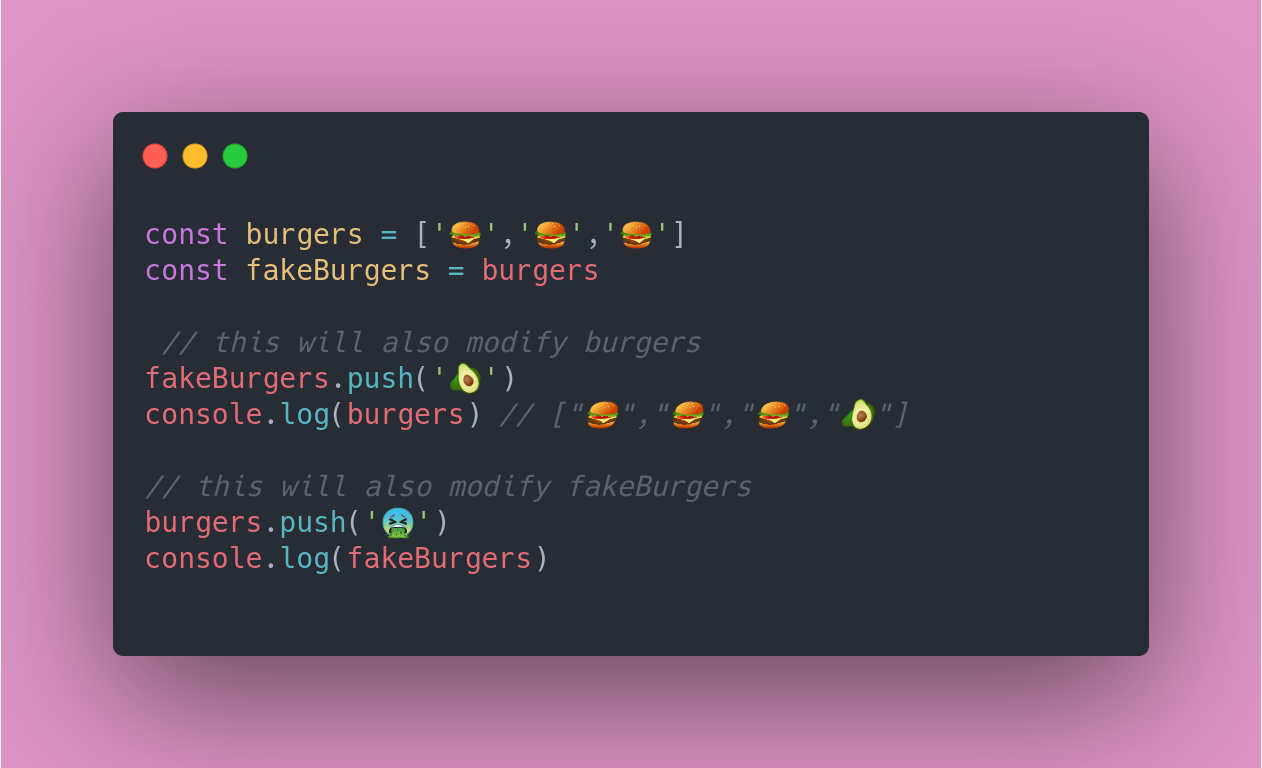 const burgers = ['🍔','🍔','🍔']
const fakeBurgers = burgers
// this will also modify burgers
fakeBurgers.push('🥑')
console.log(burgers) // ["🍔","🍔","🍔","🥑"]
// this will also modify fakeBurgers
burgers.push('🤮')
console.log(fakeBurgers)